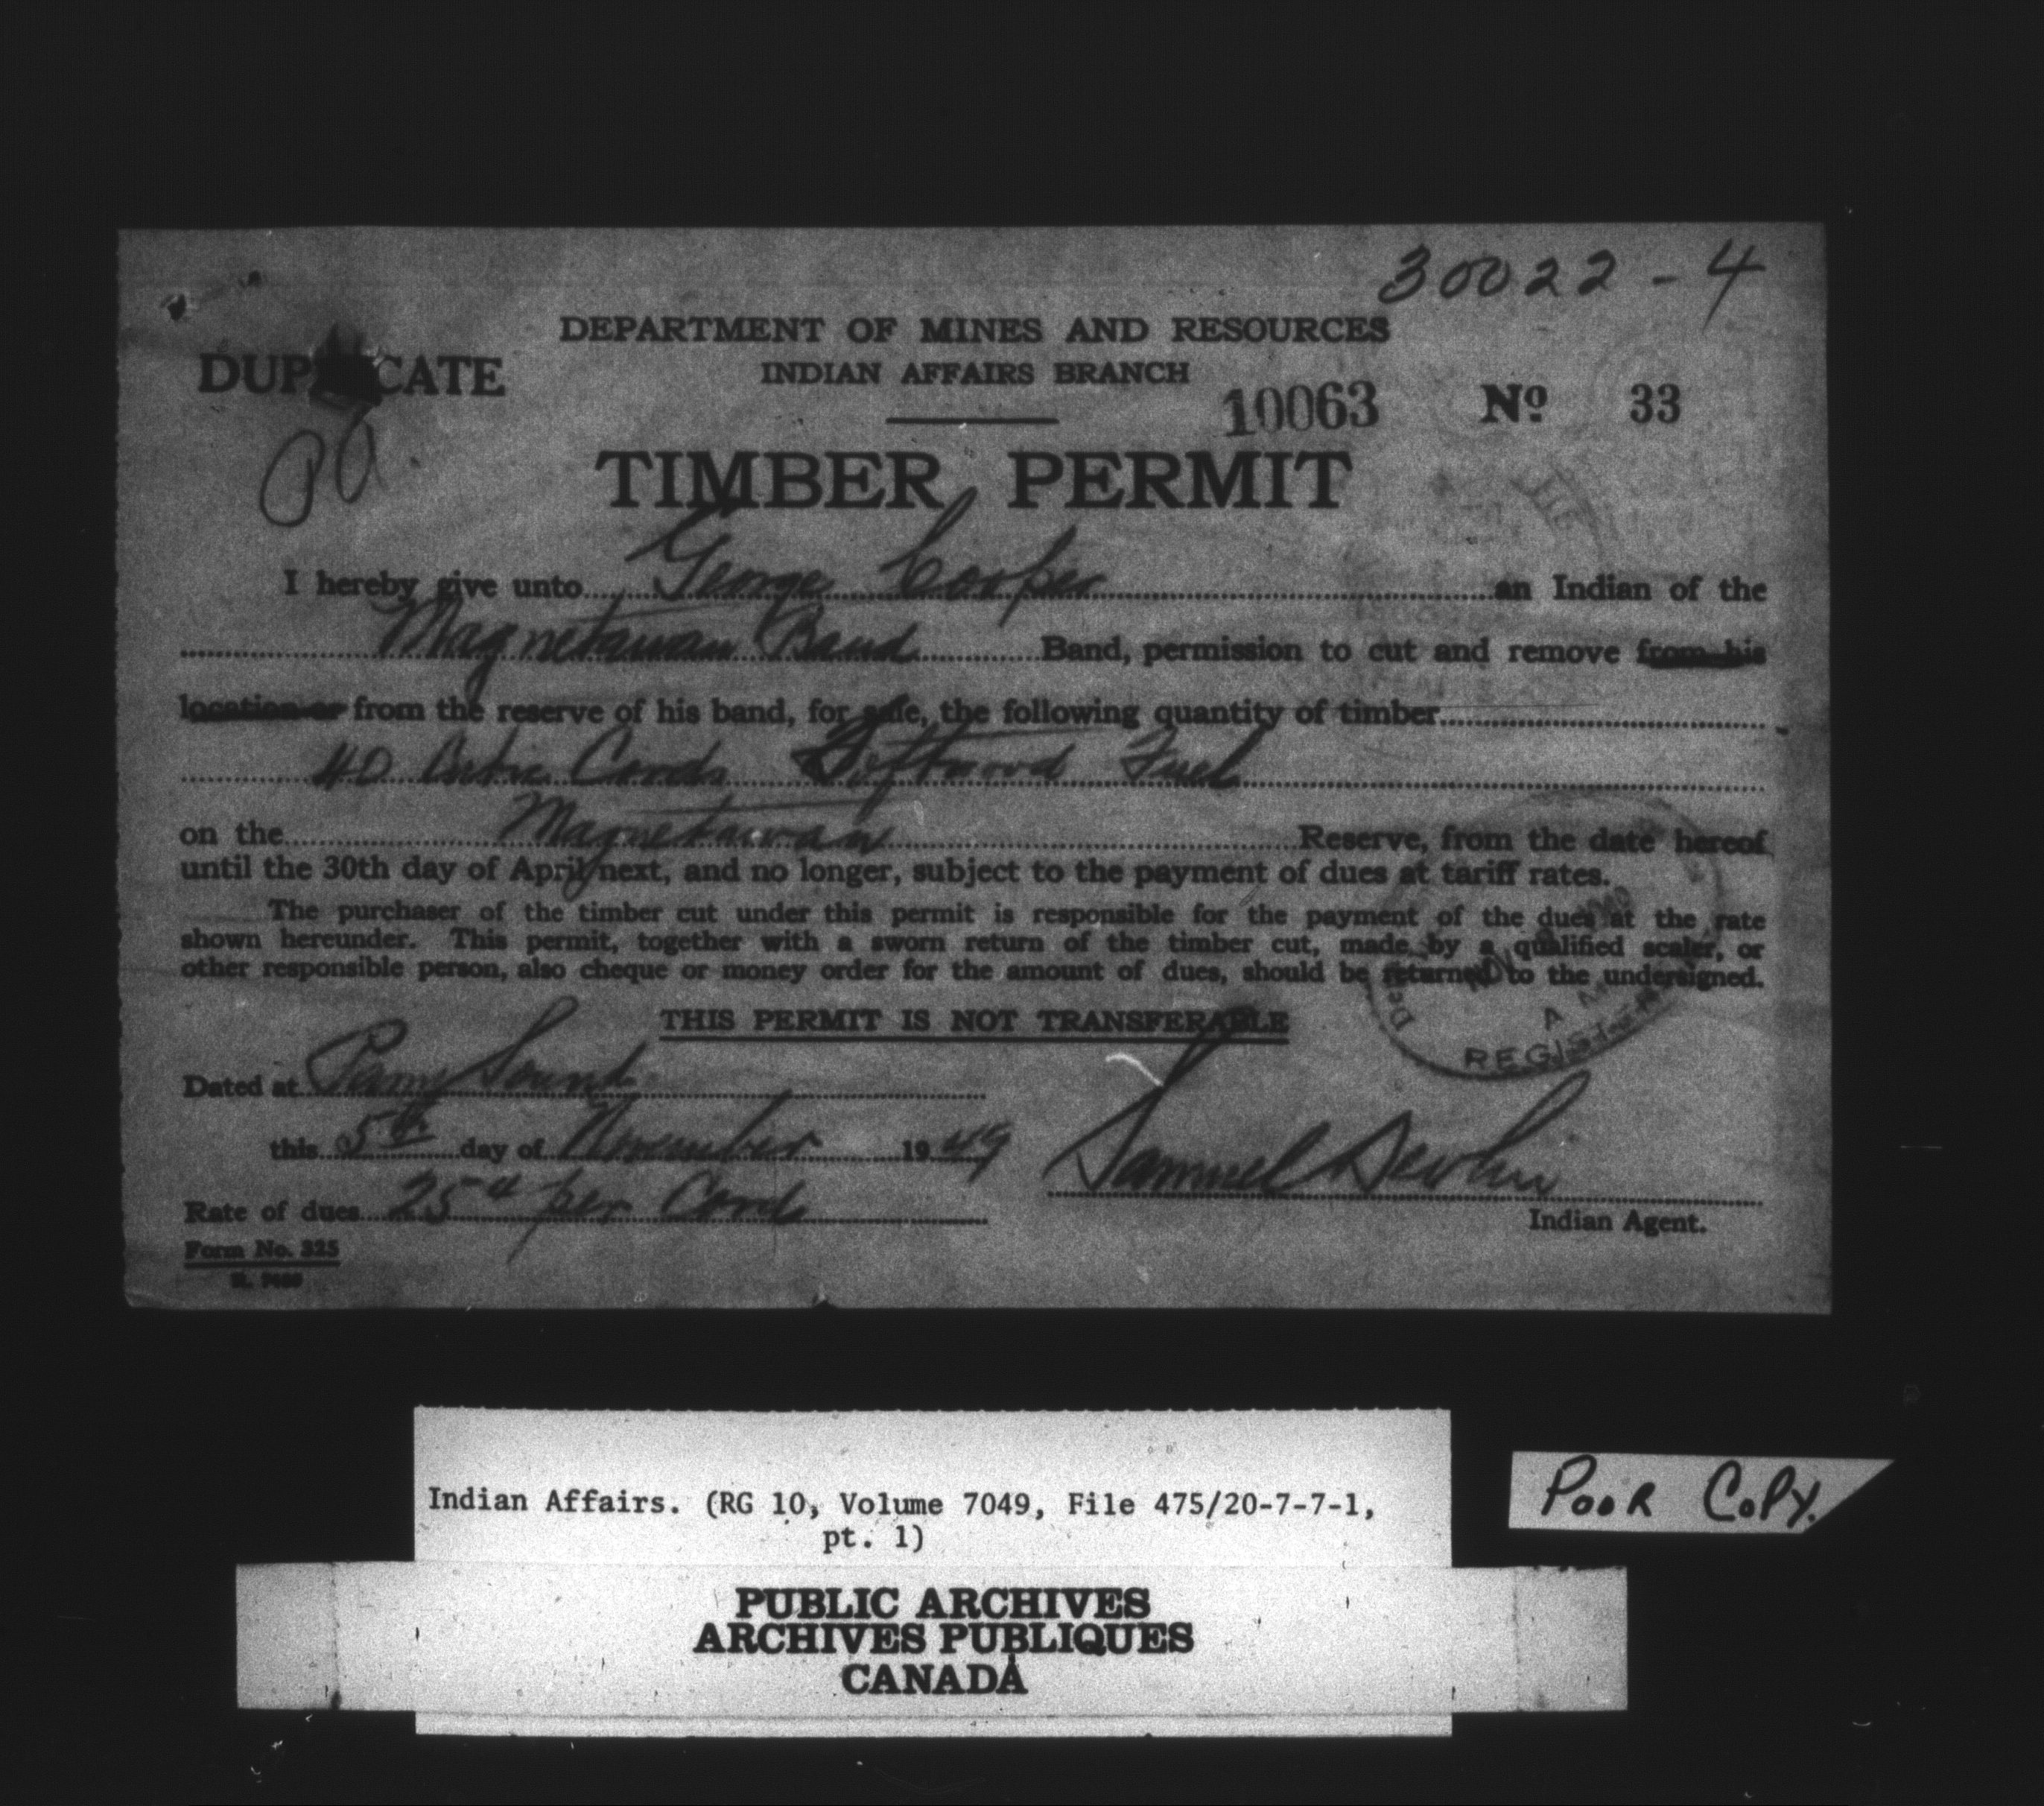 30022-4
DEPARTMENT OF MINES AND RESOURCES
DUPLICATE
INDIAN AFFAIRS BRANCH
10063 No 33
TIMBER PERMIT
I hereby give unto George Cooper an Indian of the
Magnetawan Band Band, permission to cut and remove from his
location or from the reserve of his band, for sale, the following quantity of timber
40 Cords Driftwood Fuel
on the Magnetawan Reserve, from the date hereof
until the 30th day of April next, and no longer, subject to the payment of dues at tariff rates.
The purchaser of the timber cut under this permit is responsible for the payment of the dues at the rate
shown hereunder. This permit, together with a sworn return of the timber cut, made by a qualified scaler, or
other responsible person, also cheque or money order for the amount of dues, should be returned to the undersigned.
THIS PERMIT IS NOT TRANSFERABLE
Dated at Parry Sound
this 5th day of November 1949
Samuel Devlin
Indian Agent.
Rate of dues 25¢ per Cord
Form No. 325
Indian Affairs. (RG 10, Volume 7049, File 475/20-7-7-1,
pt. 1)
POOR COPY.
PUBLIC ARCHIVES
ARCHIVES PUBLIQUES
CANADA